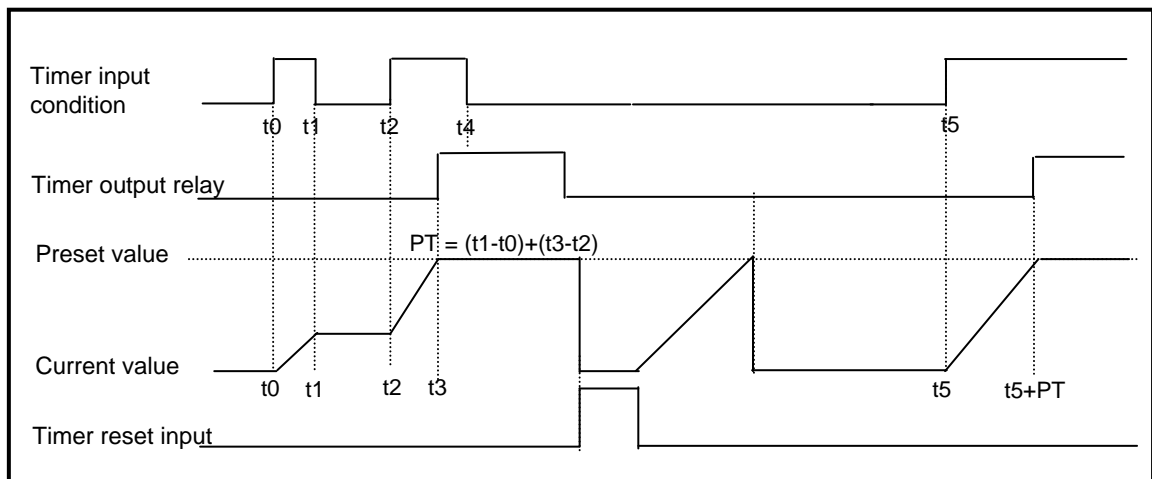 Timer input
condition
t0 t1 t2 t4 t5
Timer output relay
PT = (t1-t0)+(t3-t2)
Preset value
Current value
t0 t1 t2 t3 t5 t5+PT
Timer reset input